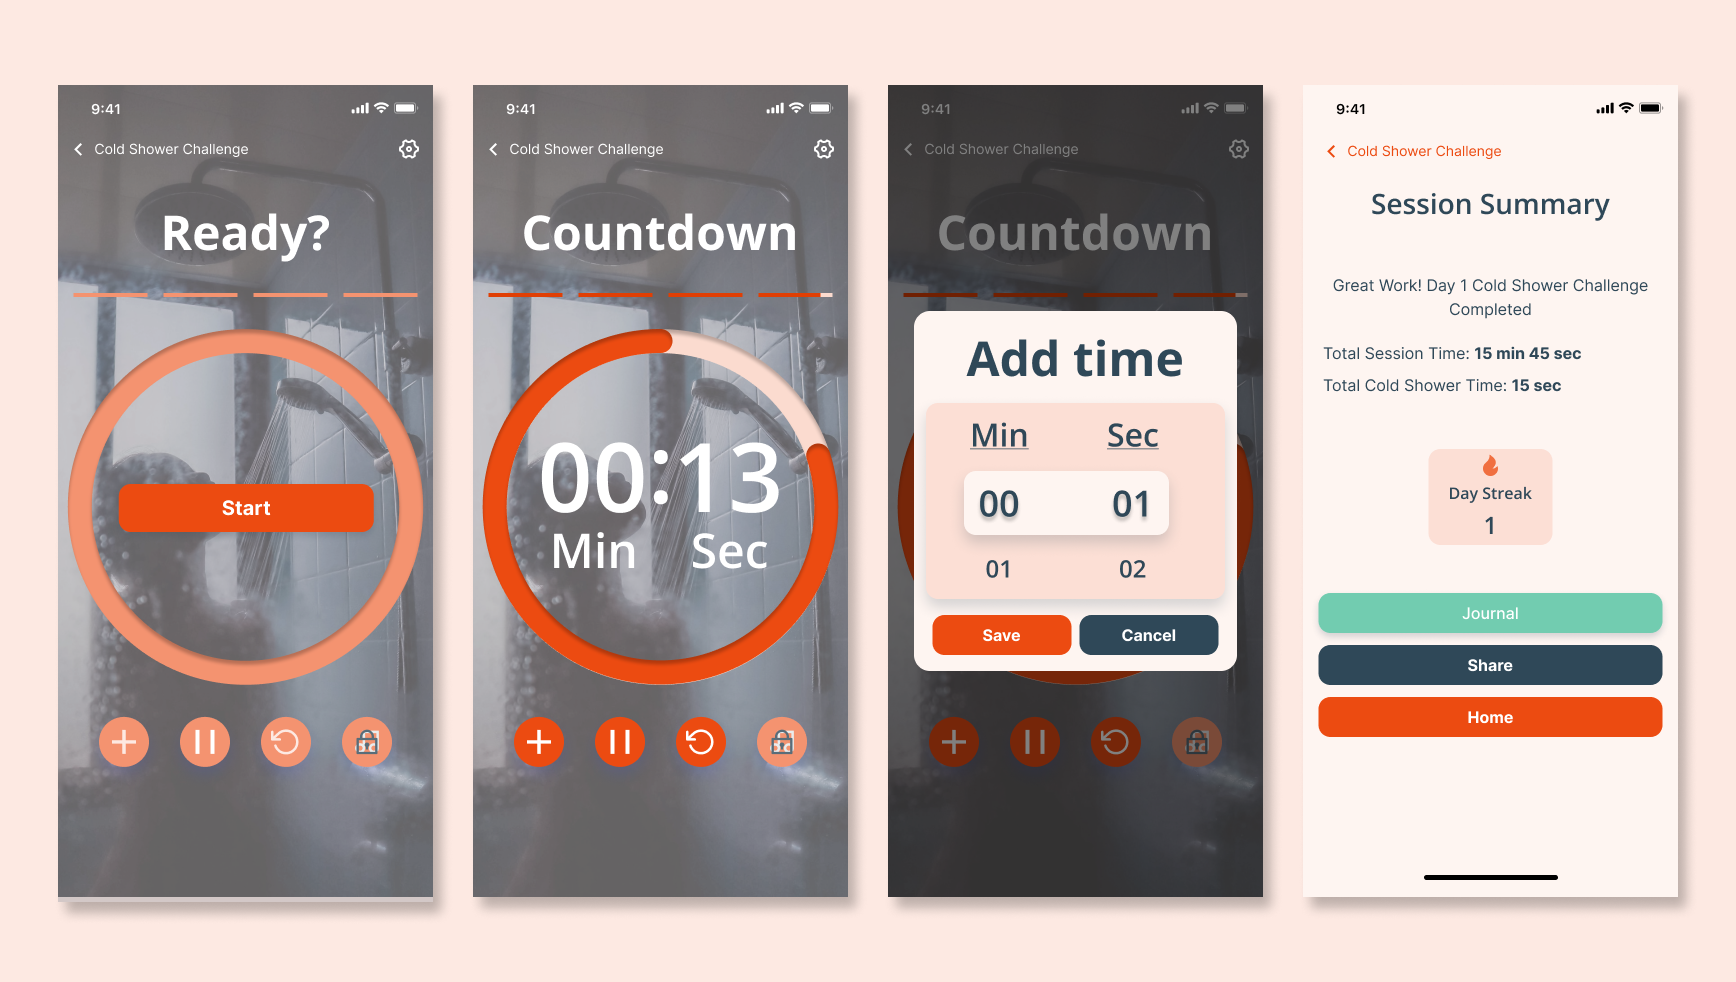 9:41
Cold Shower Challenge
Ready?
Start
9:41
Cold Shower Challenge
Countdown
00:13
Min Sec
9:41
Cold Shower Challenge
Countdown
Add time
Min Sec
00 01
01 02
Save Cancel
9:41
Cold Shower Challenge
Session Summary
Great Work! Day 1 Cold Shower Challenge
Completed
Total Session Time: 15 min 45 sec
Total Cold Shower Time: 15 sec
Day Streak
1
Journal
Share
Home